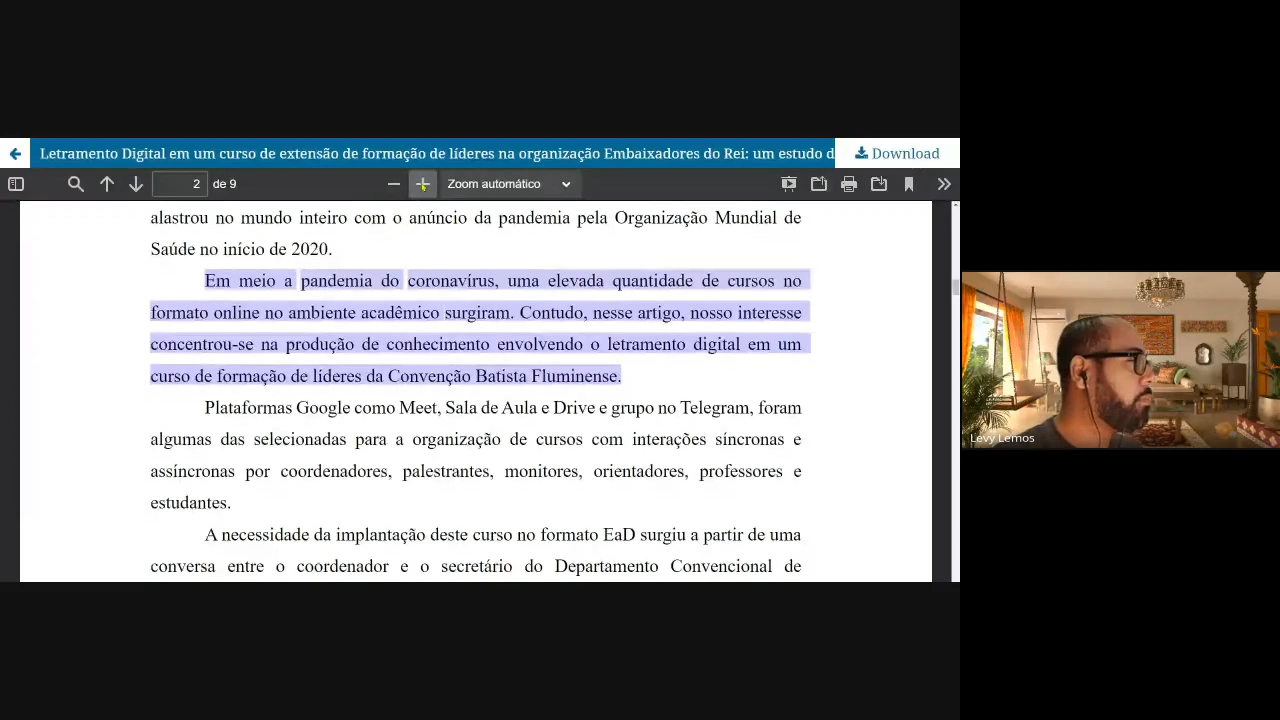 Letramento Digital em um curso de extensão de formação de líderes na organização Embaixadores do Rei: um estudo d
Download
2 de 9
Zoom automático
alastrou no mundo inteiro com o anúncio da pandemia pela Organização Mundial de
Saúde no início de 2020.
Em meio a pandemia do coronavírus, uma elevada quantidade de cursos no
formato online no ambiente acadêmico surgiram. Contudo, nesse artigo, nosso interesse
concentrou-se na produção de conhecimento envolvendo o letramento digital em um
curso de formação de líderes da Convenção Batista Fluminense.
Plataformas Google como Meet, Sala de Aula e Drive e grupo no Telegram, foram
algumas das selecionadas para a organização de cursos com interações síncronas e
assíncronas por coordenadores, palestrantes, monitores, orientadores, professores e
estudantes.
A necessidade da implantação deste curso no formato EaD surgiu a partir de uma
conversa entre o coordenador e o secretário do Departamento Convencional de
Levy Lemos